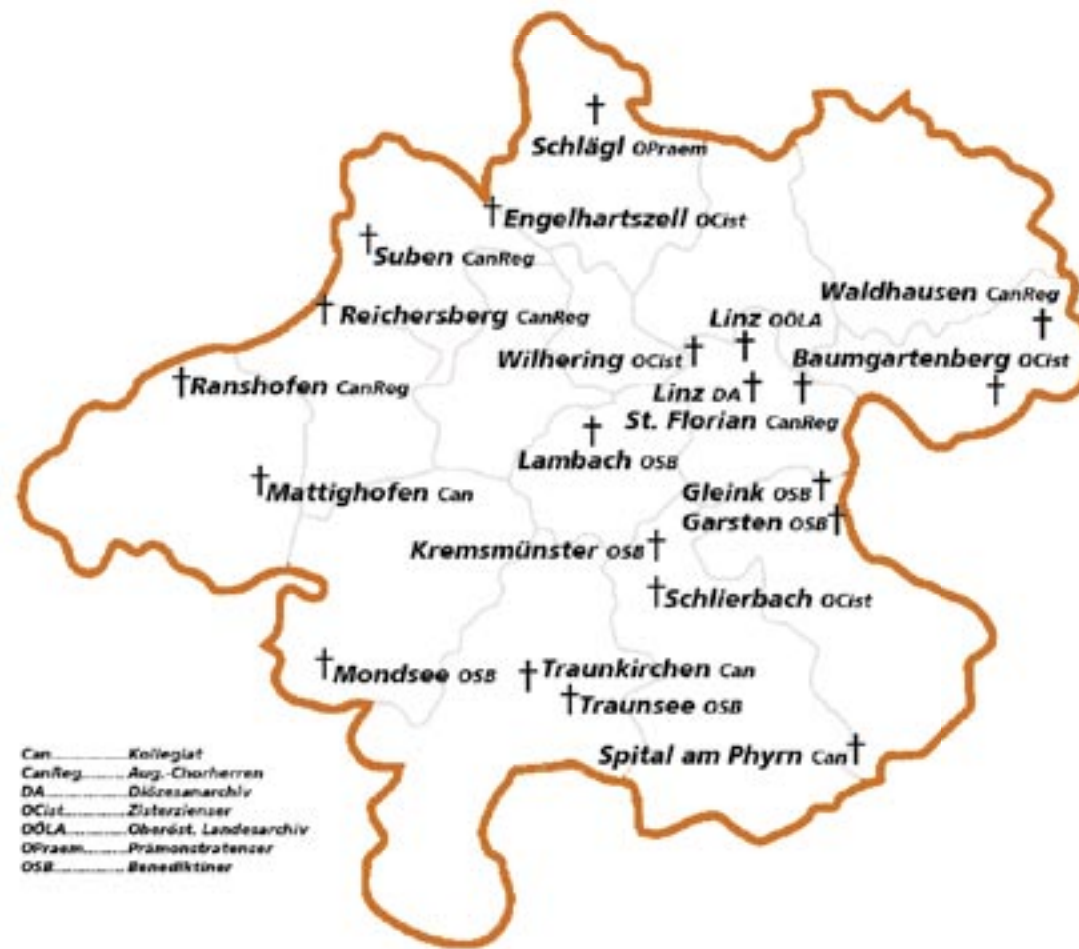 Schlägl OPraem
Engelhartszell OCist
Suben CanReg
Waldhausen CanReg
Reichersberg CanReg
Linz OÖLA
Wilhering OCist
Baumgartenberg OCist
Ranshofen CanReg
Linz DA
St. Florian CanReg
Lambach OSB
Mattighofen Can
Gleink OSB
Garsten OSB
Kremsmünster OSB
Schlierbach OCist
Mondsee OSB
Traunkirchen Can
Traunsee OSB
Spital am Phyrn Can
Can............Kollegiat
CanReg........Aug.-Chorherren
DA..............Diözesanarchiv
OCist...........Zisterzienser
OÖLA...........Oberöst. Landesarchiv
OPraem........Prämonstratenser
OSB............Benediktiner